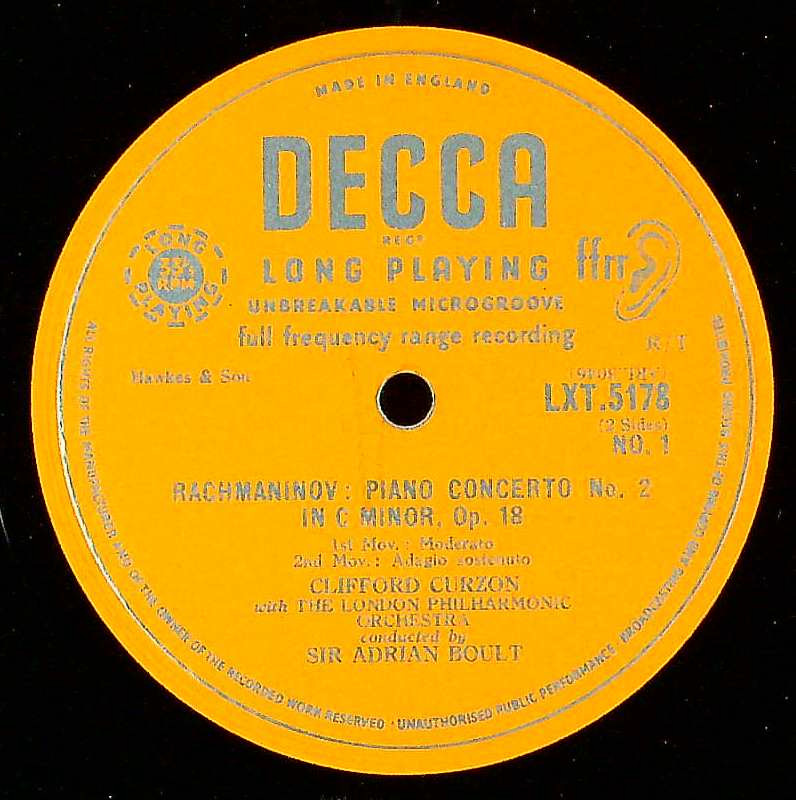 MADE IN ENGLAND
DECCA
REGD
LONG PLAYING
33⅓
RPM
LONG PLAYING
ffrr
UNBREAKABLE MICROGROOVE
full frequency range recording
R/T
Hawkes & Son
LXT.5178
(2 Sides)
NO. 1
RACHMANINOV: PIANO CONCERTO No. 2
IN C MINOR, Op. 18
1st Mov.: Moderato
2nd Mov.: Adagio sostenuto
CLIFFORD CURZON
with THE LONDON PHILHARMONIC
ORCHESTRA
conducted by
SIR ADRIAN BOULT
ALL RIGHTS OF THE MANUFACTURER AND OF THE OWNER OF THE RECORDED WORK RESERVED · UNAUTHORISED PUBLIC PERFORMANCE · BROADCASTING AND COPYING OF THIS RECORD PROHIBITED